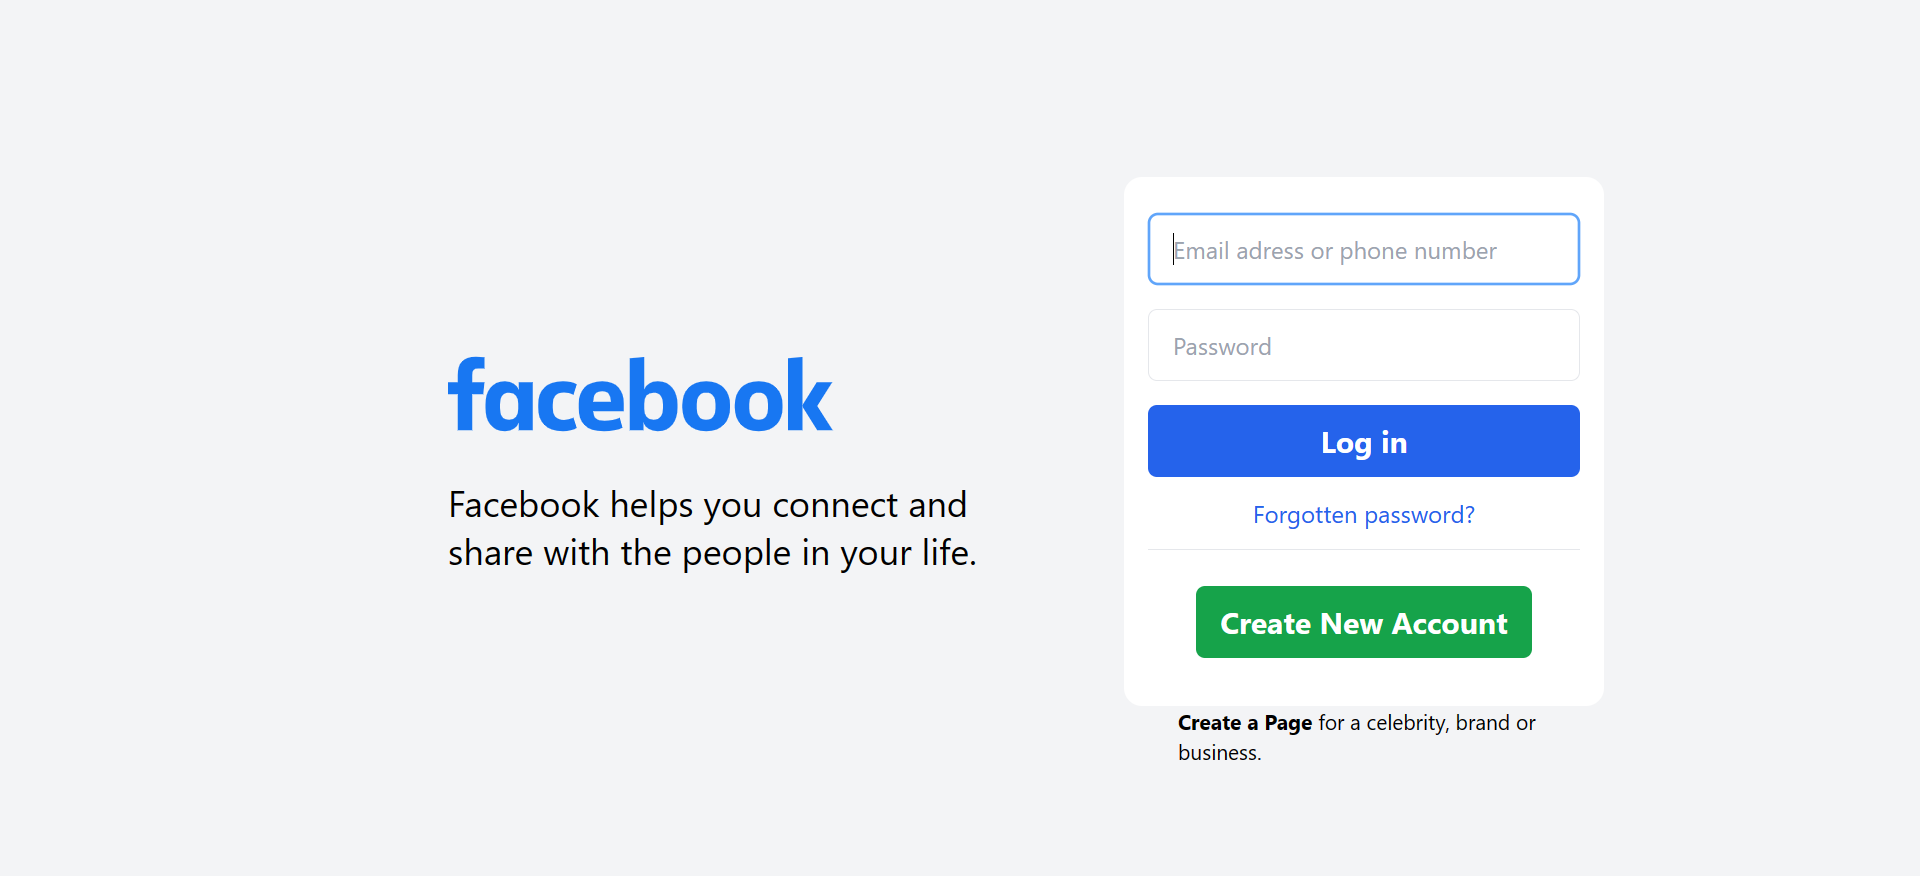 facebook
Facebook helps you connect and
share with the people in your life.
Email adress or phone number
Password
Log in
Forgotten password?
Create New Account
Create a Page for a celebrity, brand or
business.